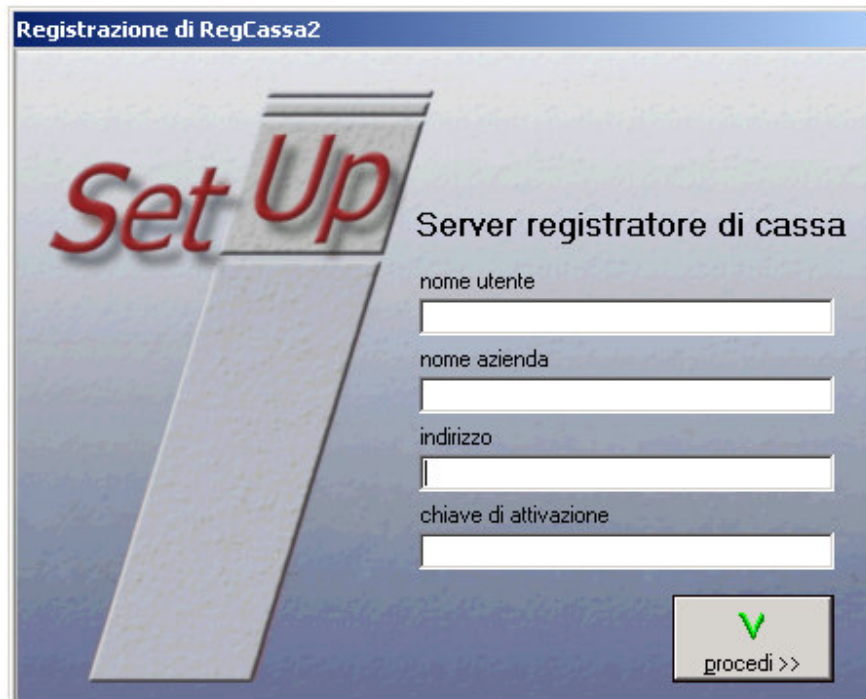 Registrazione di RegCassa2
Set Up
Server registratore di cassa
nome utente
nome azienda
indirizzo
chiave di attivazione
V
procedi >>